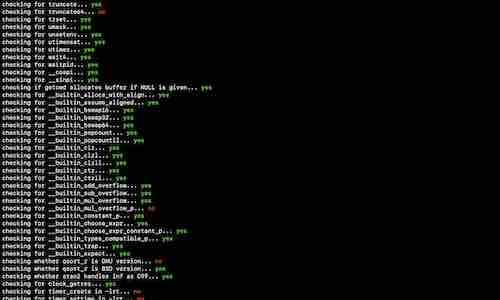 checking for truncate... yes
checking for truncate64... no
checking for tzset... yes
checking for umask... yes
checking for unsetenv... yes
checking for utimensat... yes
checking for utimes... yes
checking for wait4... yes
checking for waitpid... yes
checking for __cospi... yes
checking for __sinpi... yes
checking if getcwd allocates buffer if NULL is given... yes
checking for __builtin_alloca_with_align... yes
checking for __builtin_assume_aligned... yes
checking for __builtin_bswap16... yes
checking for __builtin_bswap32... yes
checking for __builtin_bswap64... yes
checking for __builtin_popcount... yes
checking for __builtin_popcountll... yes
checking for __builtin_clz... yes
checking for __builtin_clzl... yes
checking for __builtin_clzll... yes
checking for __builtin_ctz... yes
checking for __builtin_ctzll... yes
checking for __builtin_add_overflow... yes
checking for __builtin_sub_overflow... yes
checking for __builtin_mul_overflow... yes
checking for __builtin_mul_overflow_p... no
checking for __builtin_constant_p... yes
checking for __builtin_choose_expr... yes
checking for __builtin_choose_expr_constant_p... yes
checking for __builtin_types_compatible_p... yes
checking for __builtin_trap... yes
checking for __builtin_expect... yes
checking whether qsort_r is GNU version... no
checking whether qsort_r is BSD version... yes
checking whether atan2 handles Inf as C99... yes
checking for clock_getres... yes
checking for timer_create in -lrt... no
checking for timer_settime in -lrt... no